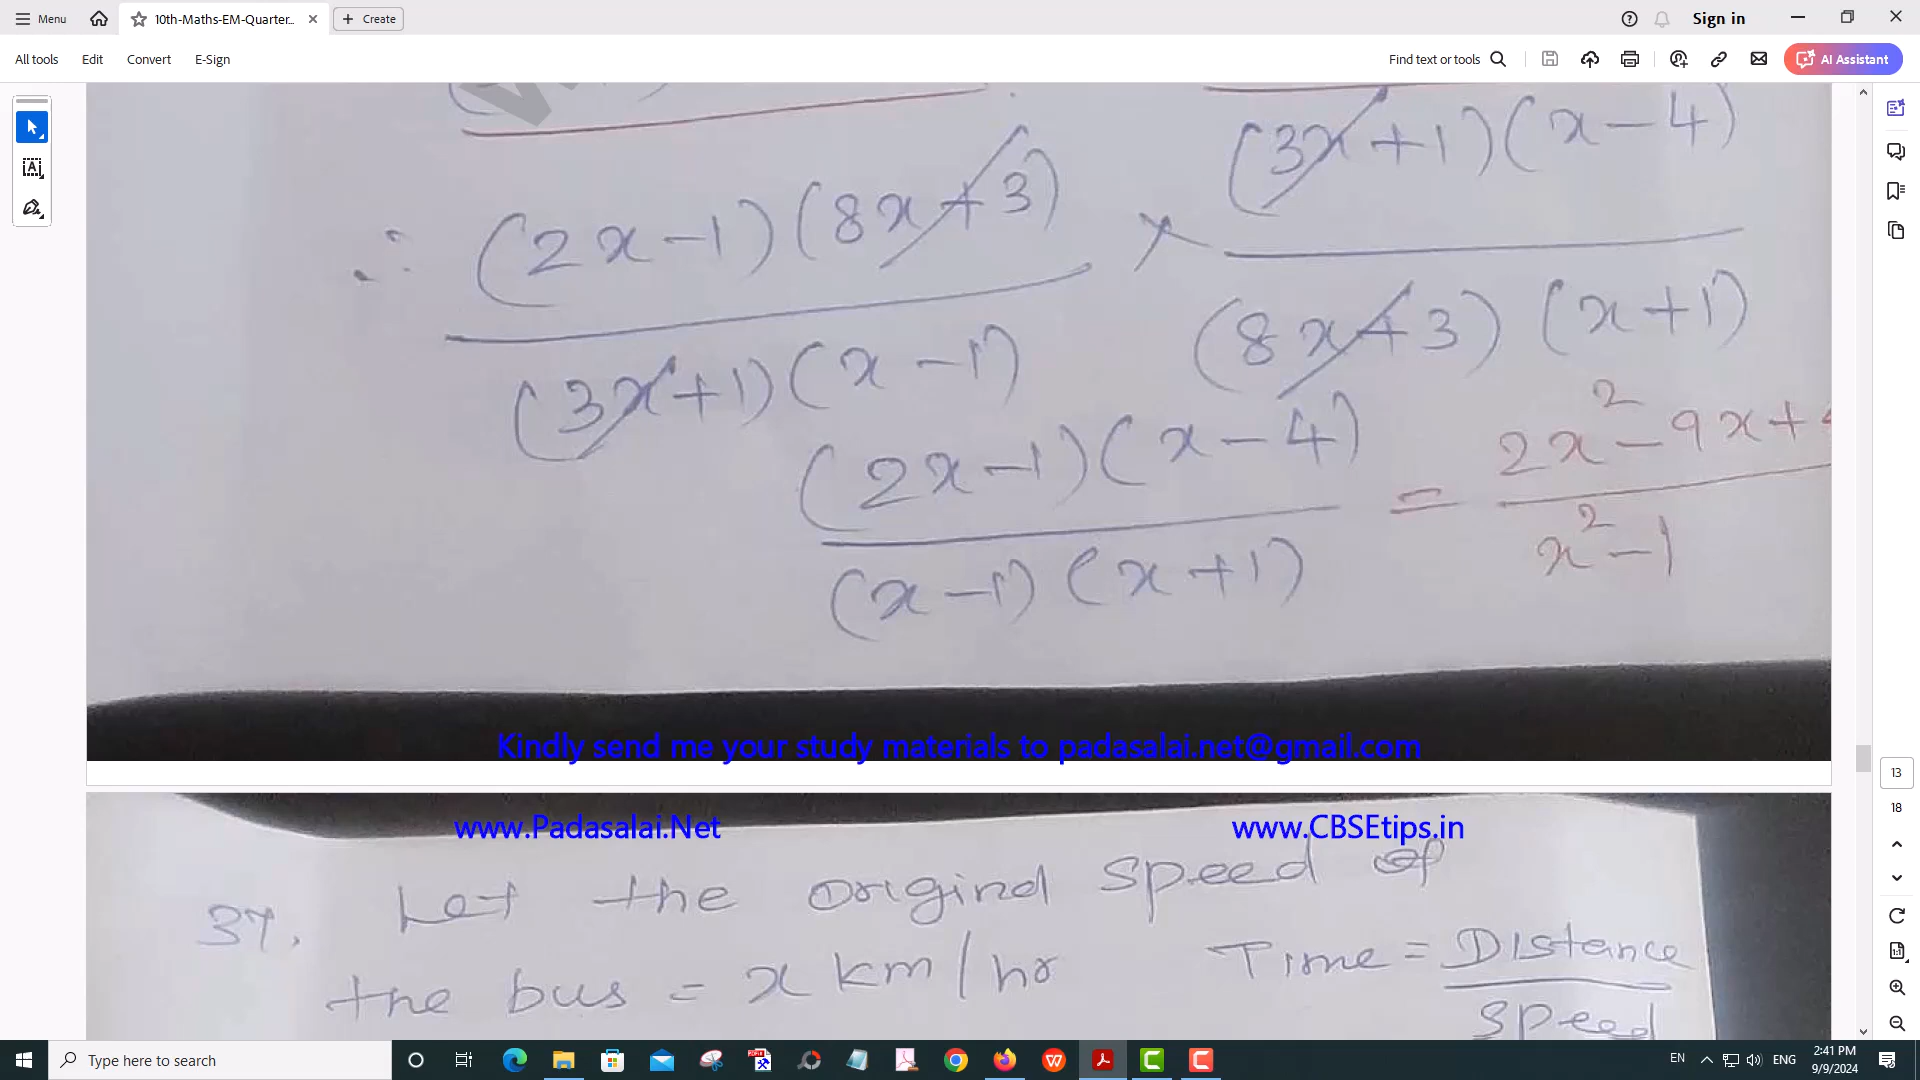 Menu
10th-Maths-EM-Quarter...
Create
Sign in
All tools
Edit
Convert
E-Sign
Find text or tools
AI Assistant
(3x+1)(x-4)
∴ (2x-1)(8x+3) ×
(3x+1)(x-1)
(8x+3)(x+1)
(2x-1)(x-4) = 2x²-9x+
(x-1)(x+1)
x²-1
Kindly send me your study materials to padasalai.net@gmail.com
www.Padasalai.Net
www.CBSEtips.in
37. Let the original speed of
the bus = x km/hr
Time = Distance
Speed
13
18
Type here to search
EN
ENG
2:41 PM
9/9/2024